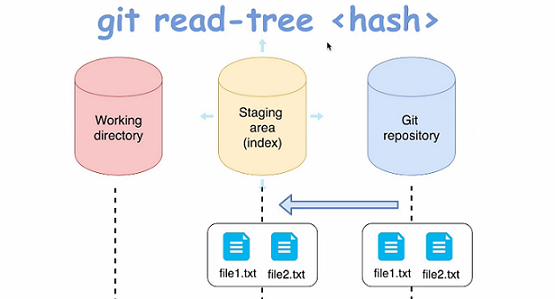 git read-tree <hash>
Working
directory
Staging
area
(index)
Git
repository
file1.txt file2.txt
file1.txt file2.txt